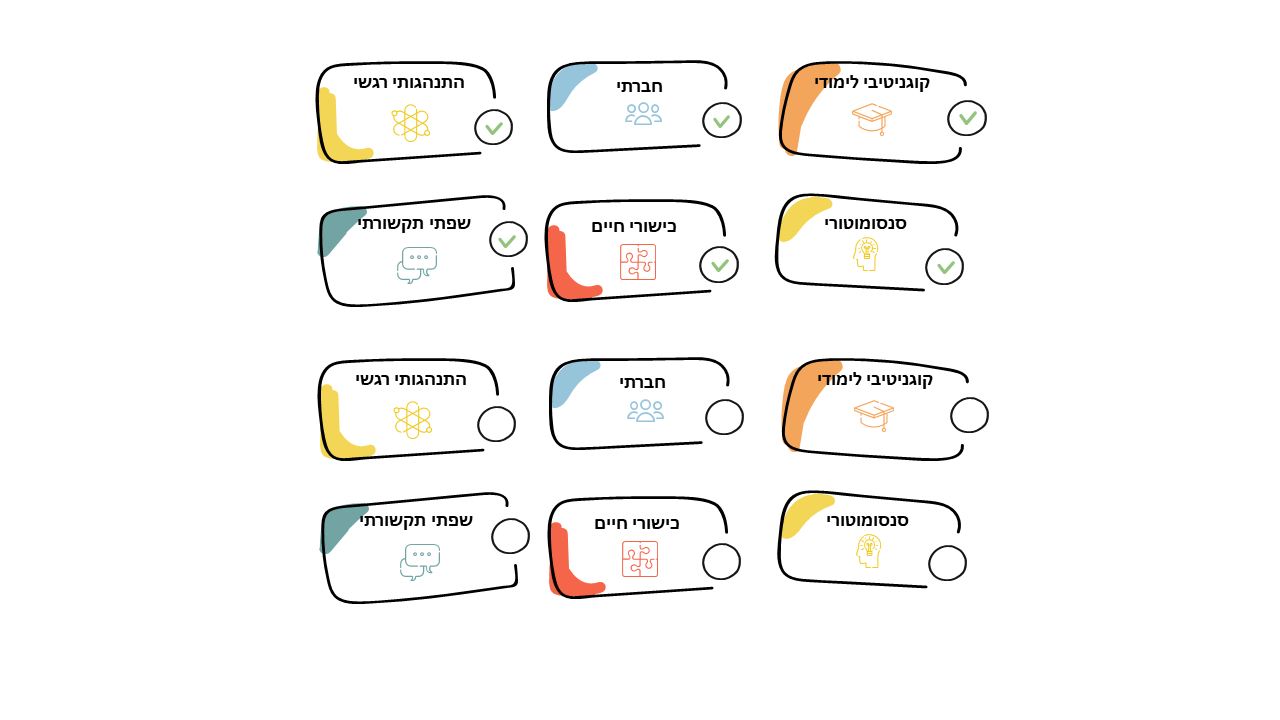 קוגניטיבי לימודי
חברתי
התנהגותי רגשי
סנסומוטורי
כישורי חיים
שפתי תקשורתי
קוגניטיבי לימודי
חברתי
התנהגותי רגשי
סנסומוטורי
כישורי חיים
שפתי תקשורתי